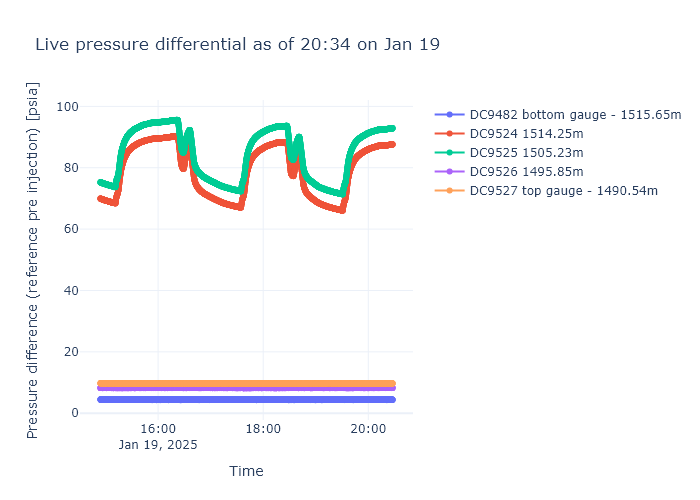 Live pressure differential as of 20:34 on Jan 19
Pressure difference (reference pre injection) [psia]
100
80
60
40
20
0
16:00
Jan 19, 2025
18:00
20:00
Time
DC9482 bottom gauge - 1515.65m
DC9524 1514.25m
DC9525 1505.23m
DC9526 1495.85m
DC9527 top gauge - 1490.54m